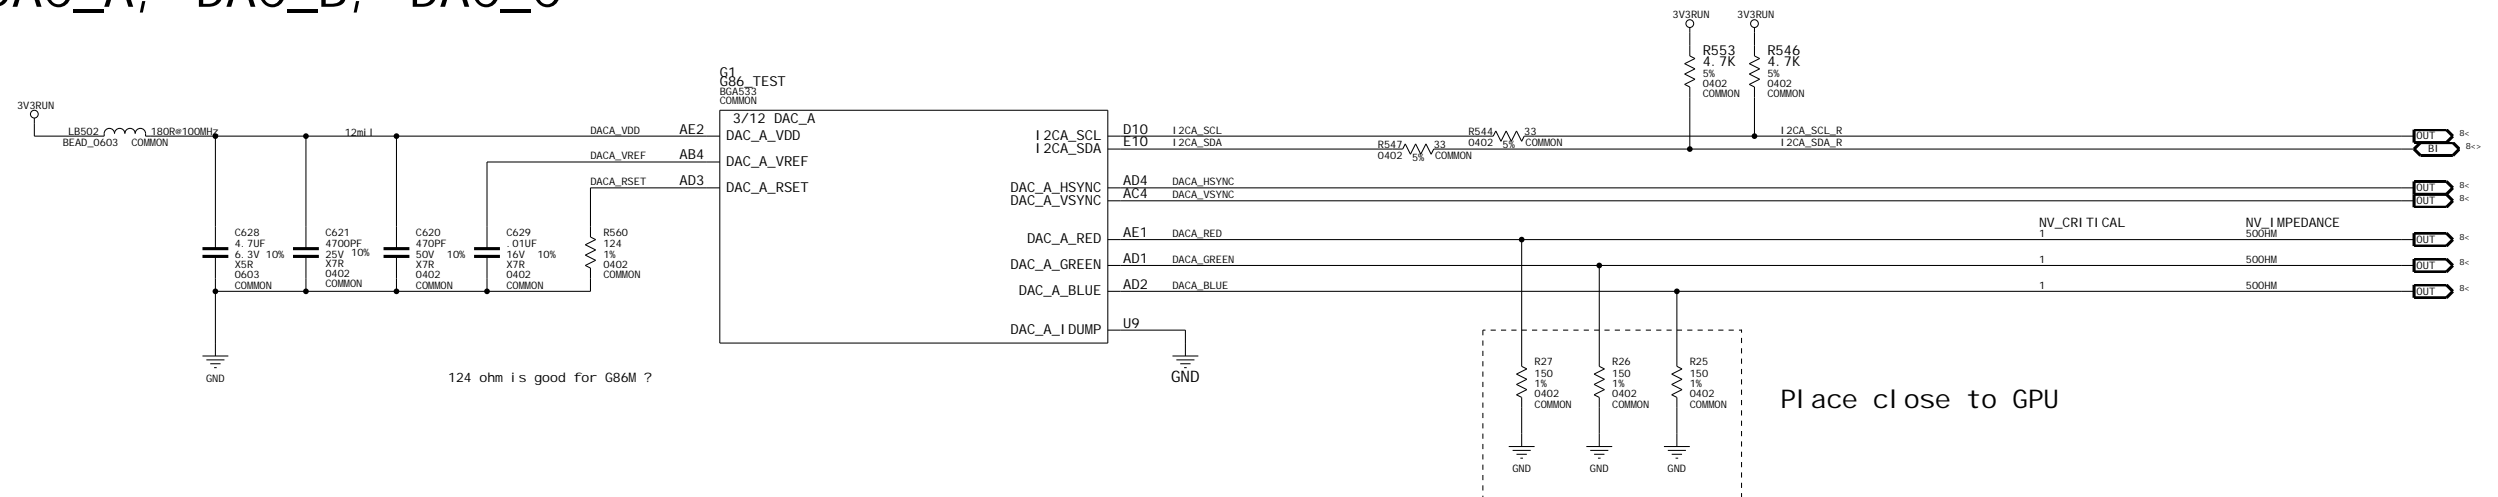 DAC_A, DAC_B, DAC_C
3V3RUN
3V3RUN
R553
4.7K
5%
0402
COMMON
R546
4.7K
5%
0402
COMMON
G1
G86_TEST
BGA533
COMMON
3V3RUN
LB502
180R@100MHz
BEAD_0603 COMMON
12mil
DACA_VDD
AE2
DACA_VREF
AB4
DACA_RSET
AD3
3/12 DAC_A
DAC_A_VDD
DAC_A_VREF
DAC_A_RSET
I2CA_SCL
I2CA_SDA
DAC_A_HSYNC
DAC_A_VSYNC
DAC_A_RED
DAC_A_GREEN
DAC_A_BLUE
DAC_A_IDUMP
D10
I2CA_SCL
E10
I2CA_SDA
R544
33
0402 5% COMMON
R547
33
0402 5% COMMON
I2CA_SCL_R
I2CA_SDA_R
OUT
8<
BI
8<>
AD4
DACA_HSYNC
OUT
8<
AC4
DACA_VSYNC
OUT
8<
NV_CRITICAL
NV_IMPEDANCE
AE1
DACA_RED
1
50OHM
OUT
8<
AD1
DACA_GREEN
1
50OHM
OUT
8<
AD2
DACA_BLUE
1
50OHM
OUT
8<
U9
GND
C628
4.7UF
6.3V 10%
X5R
0603
COMMON
C621
4700PF
25V 10%
X7R
0402
COMMON
C620
470PF
50V 10%
X7R
0402
COMMON
C629
.01UF
16V 10%
X7R
0402
COMMON
R560
124
1%
0402
COMMON
GND
124 ohm is good for G86M ?
R27
150
1%
0402
COMMON
R26
150
1%
0402
COMMON
R25
150
1%
0402
COMMON
GND
GND
GND
Place close to GPU